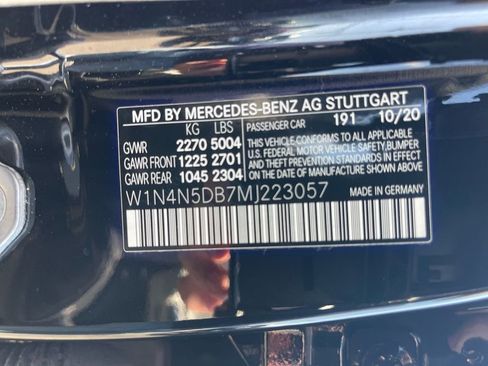 MFD BY MERCEDES-BENZ AG STUTTGART
KG LBS PASSENGER CAR 191 10/20
GVWR 2270 5004 THIS VEHICLE CONFORMS TO ALL APPLICABLE
GAWR FRONT 1225 2701 U.S. FEDERAL MOTOR VEHICLE SAFETY,BUMPER
GAWR REAR 1045 2304 AND THEFT PREVENTION STANDARDS IN EFFECT
ON THE DATE OF MANUFACTURE SHOWN ABOVE.
W1N4N5DB7MJ223057
MADE IN GERMANY